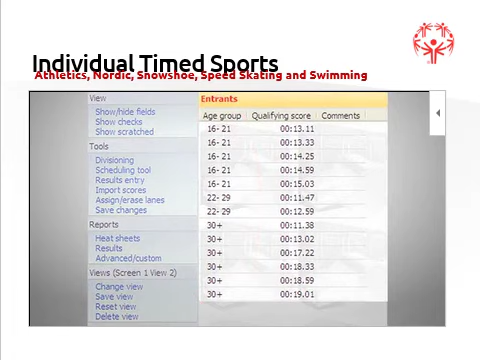 Individual Timed Sports
Athletics, Nordic, Snowshoe, Speed Skating and Swimming
View
Show/hide fields
Show checks
Show scratched
Tools
Divisioning
Scheduling tool
Results entry
Import scores
Assign/erase lanes
Save changes
Reports
Heat sheets
Results
Advanced/custom
Views (Screen 1 View 2)
Change view
Save view
Reset view
Delete view
Entrants
Age group Qualifying score Comments
16- 21 00:13.11
16- 21 00:13.33
16- 21 00:14.25
16- 21 00:14.59
16- 21 00:15.03
22- 29 00:11.47
22- 29 00:12.59
30+ 00:11.38
30+ 00:13.02
30+ 00:17.22
30+ 00:18.33
30+ 00:18.59
30+ 00:19.01